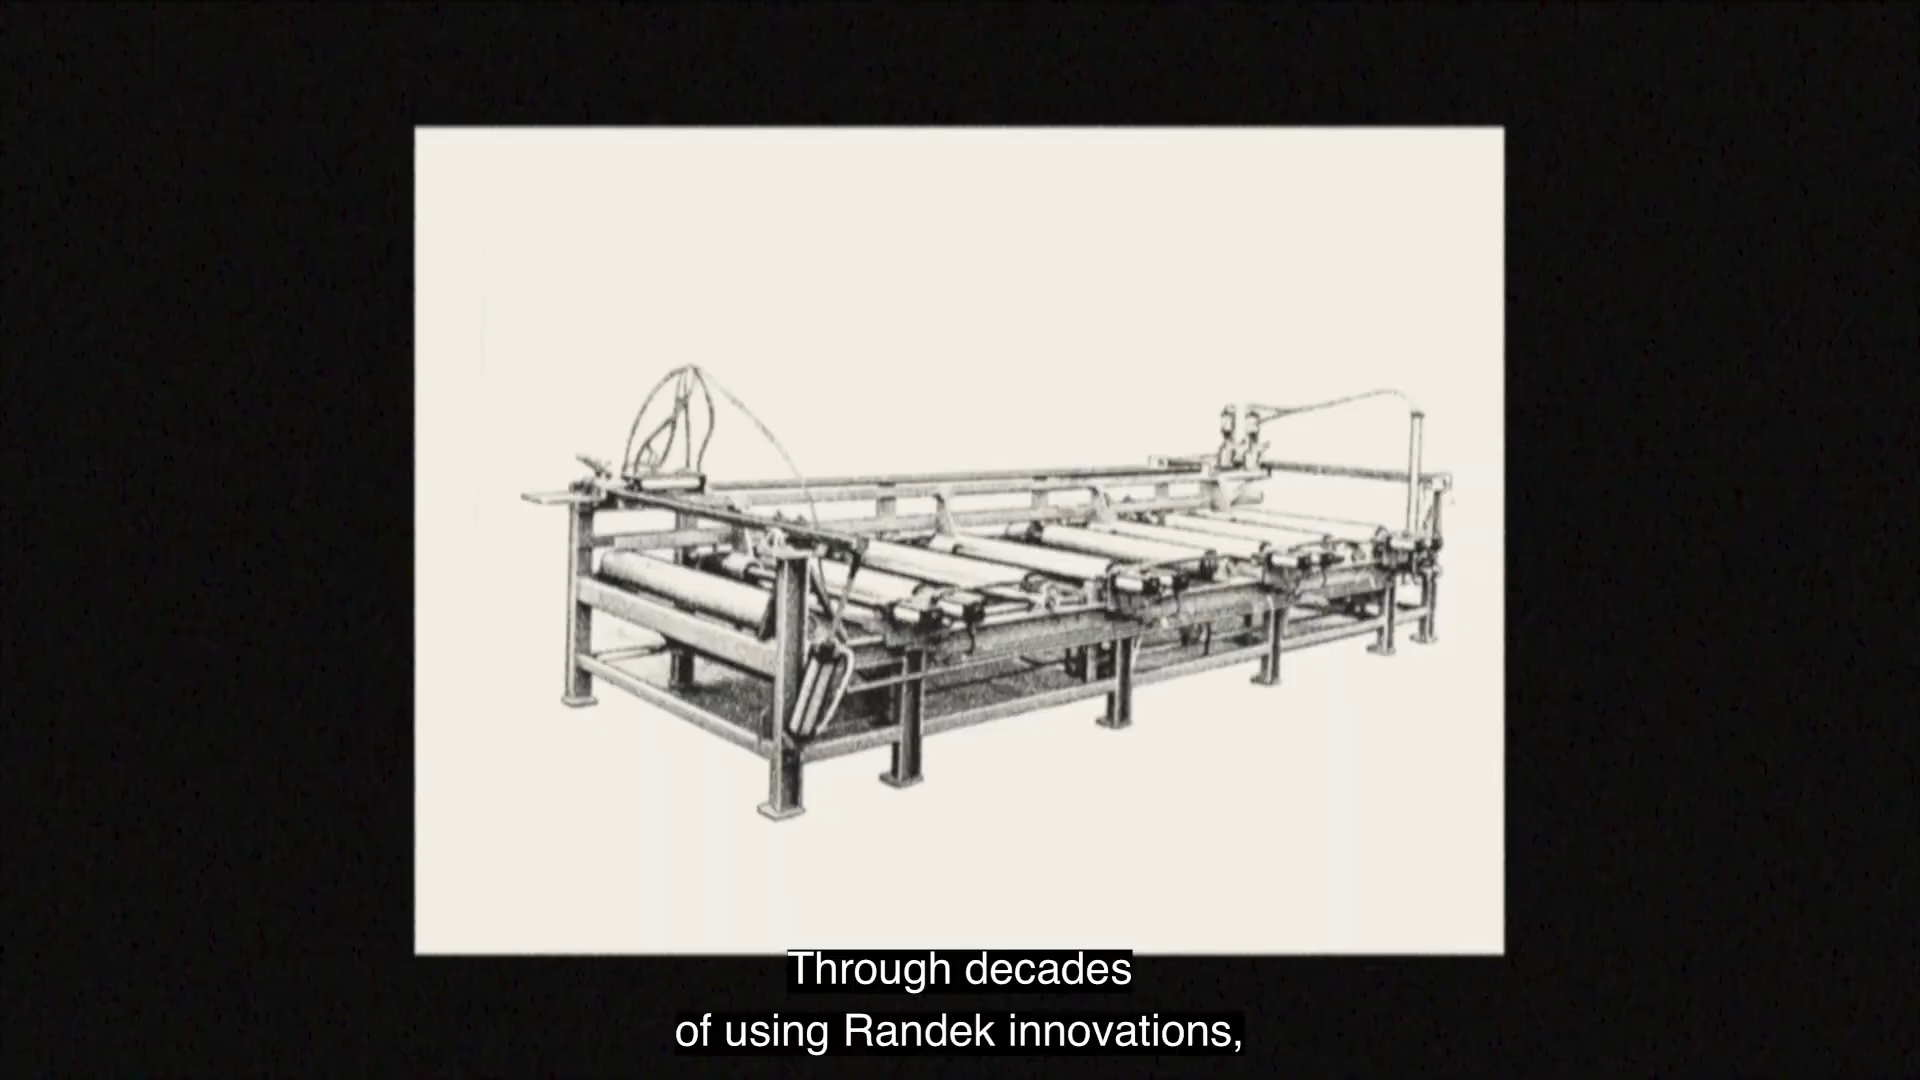 Through decades
of using Randek innovations,